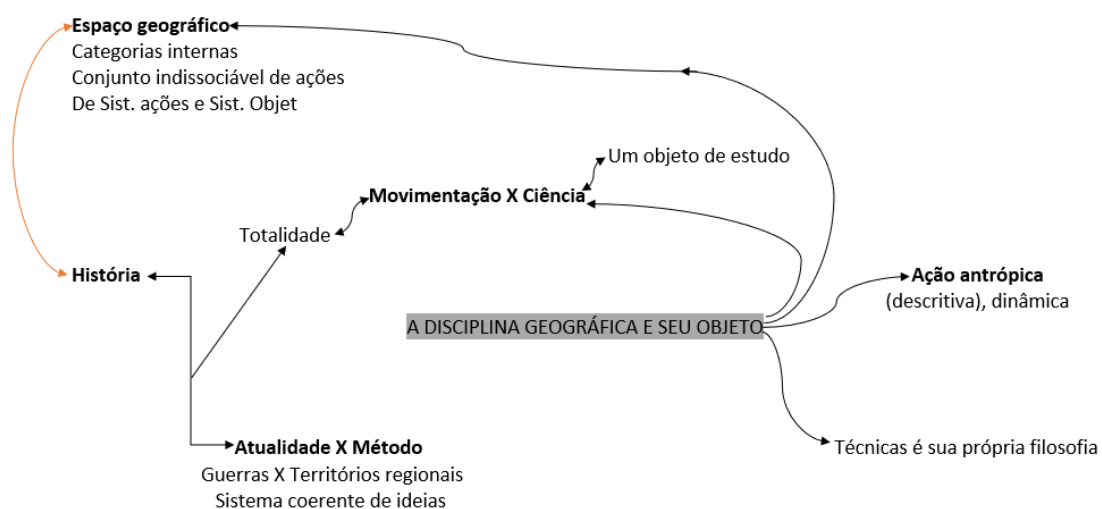 Espaço geográfico
Categorias internas
Conjunto indissociável de ações
De Sist. ações e Sist. Objet
Um objeto de estudo
Movimentação X Ciência
Totalidade
História
Ação antrópica
(descritiva), dinâmica
A DISCIPLINA GEOGRÁFICA E SEU OBJETO
Técnicas é sua própria filosofia
Atualidade X Método
Guerras X Territórios regionais
Sistema coerente de ideias